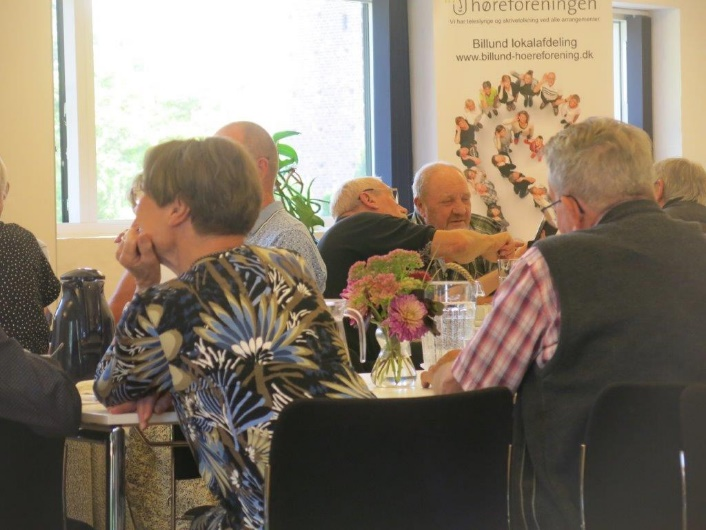 høreforeningen
Vi har teleslynge og skrivetolkning ved alle arrangementer
Billund lokalafdeling
www.billund-hoereforening.dk